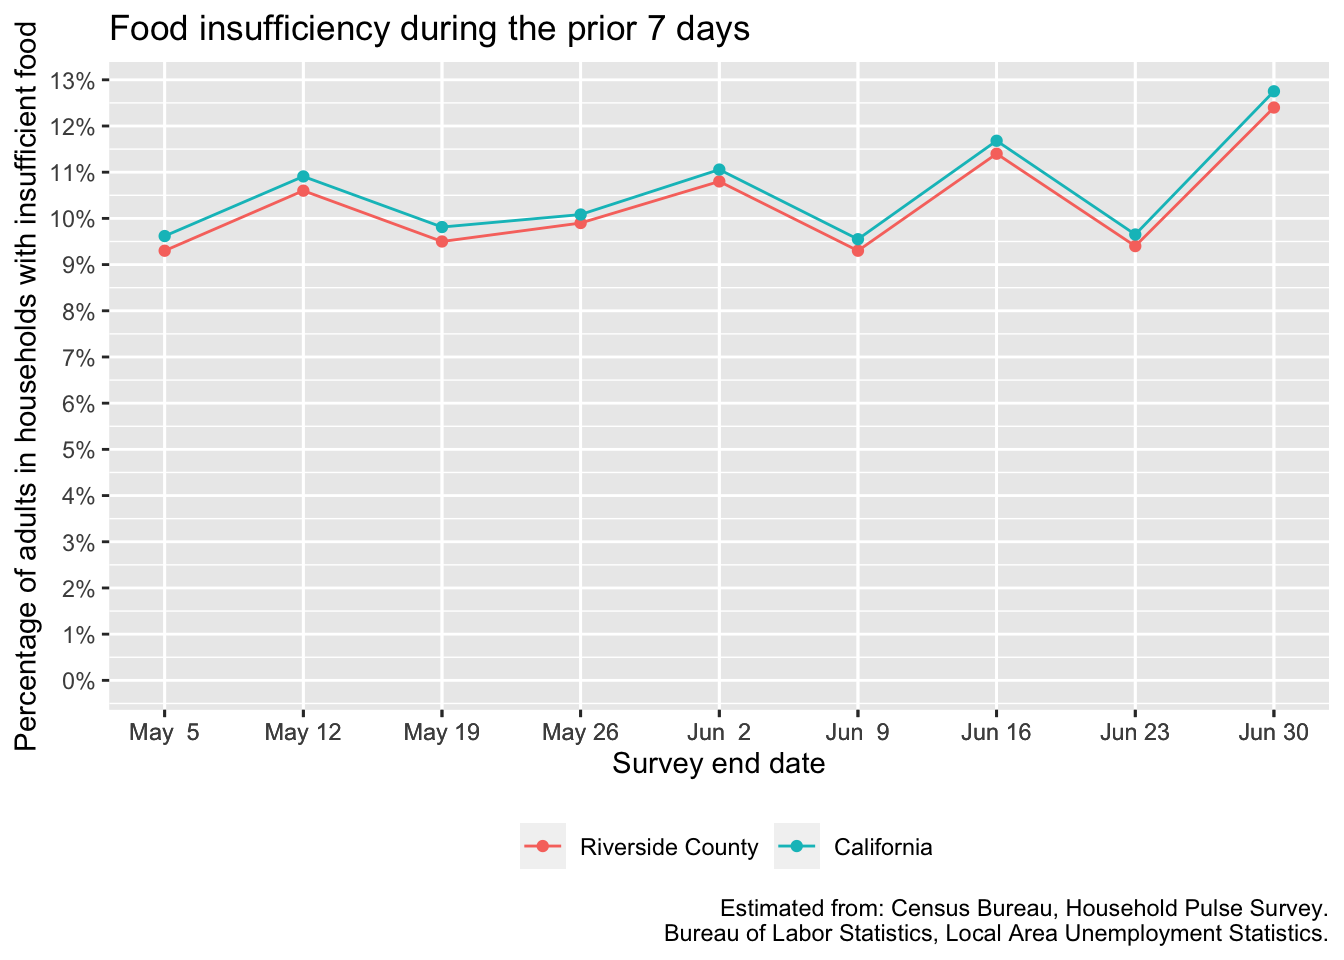 Food insufficiency during the prior 7 days
Percentage of adults in households with insufficient food
13%
12%
11%
10%
9%
8%
7%
6%
5%
4%
3%
2%
1%
0%
May 5 May 12 May 19 May 26 Jun 2 Jun 9 Jun 16 Jun 23 Jun 30
Survey end date
Riverside County California
Estimated from: Census Bureau, Household Pulse Survey.
Bureau of Labor Statistics, Local Area Unemployment Statistics.